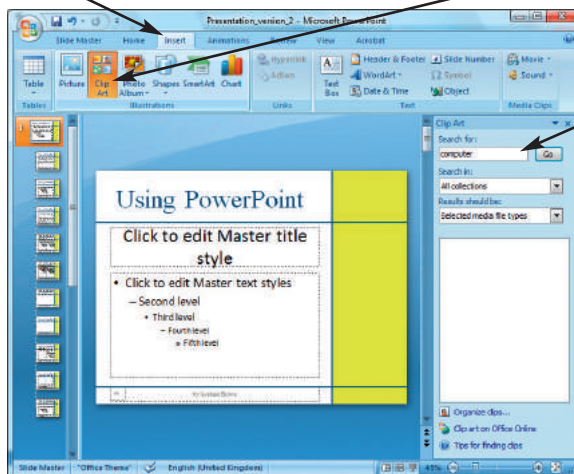 Presentation_version_2 - Microsoft PowerPoint
Slide Master Home Insert Animations Review View Acrobat
Table
Picture
Clip Art
Photo Album
Shapes
SmartArt
Chart
Hyperlink
Action
Text Box
Header & Footer
WordArt
Date & Time
Slide Number
Symbol
Object
Movie
Sound
Tables
Illustrations
Links
Text
Media Clips
1
Using PowerPoint
Click to edit Master title
style
• Click to edit Master text styles
– Second level
• Third level
– Fourth level
» Fifth level
Clip Art
Search for:
computer
Go
Search in:
All collections
Results should be:
Selected media file types
Organize clips...
Clip art on Office Online
Tips for finding clips
Slide Master "Office Theme" English (United Kingdom) 45%